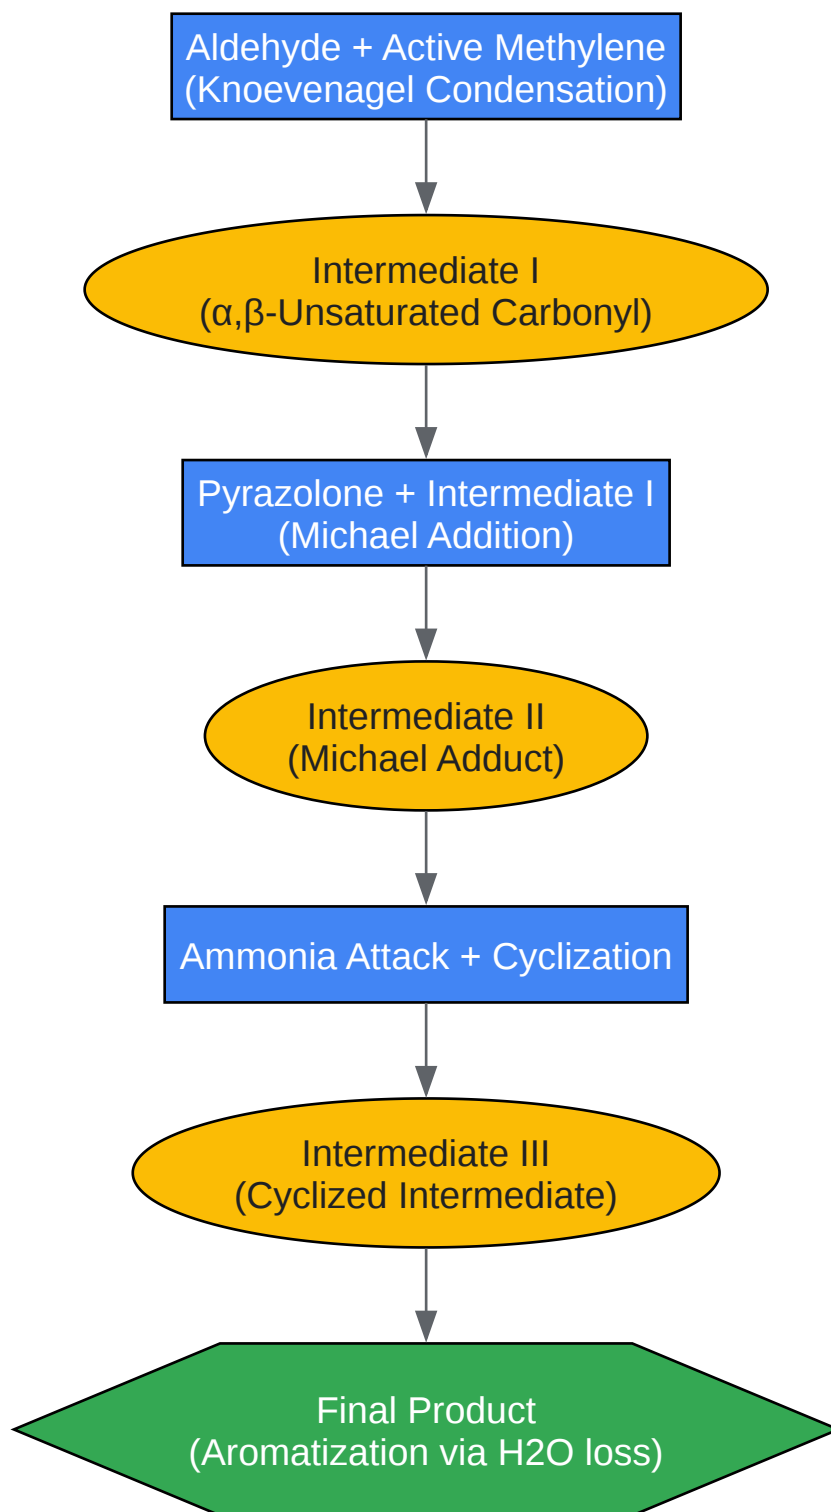 Aldehyde + Active Methylene
(Knoevenagel Condensation)
Intermediate I
(α,β-Unsaturated Carbonyl)
Pyrazolone + Intermediate I
(Michael Addition)
Intermediate II
(Michael Adduct)
Ammonia Attack + Cyclization
Intermediate III
(Cyclized Intermediate)
Final Product
(Aromatization via H2O loss)